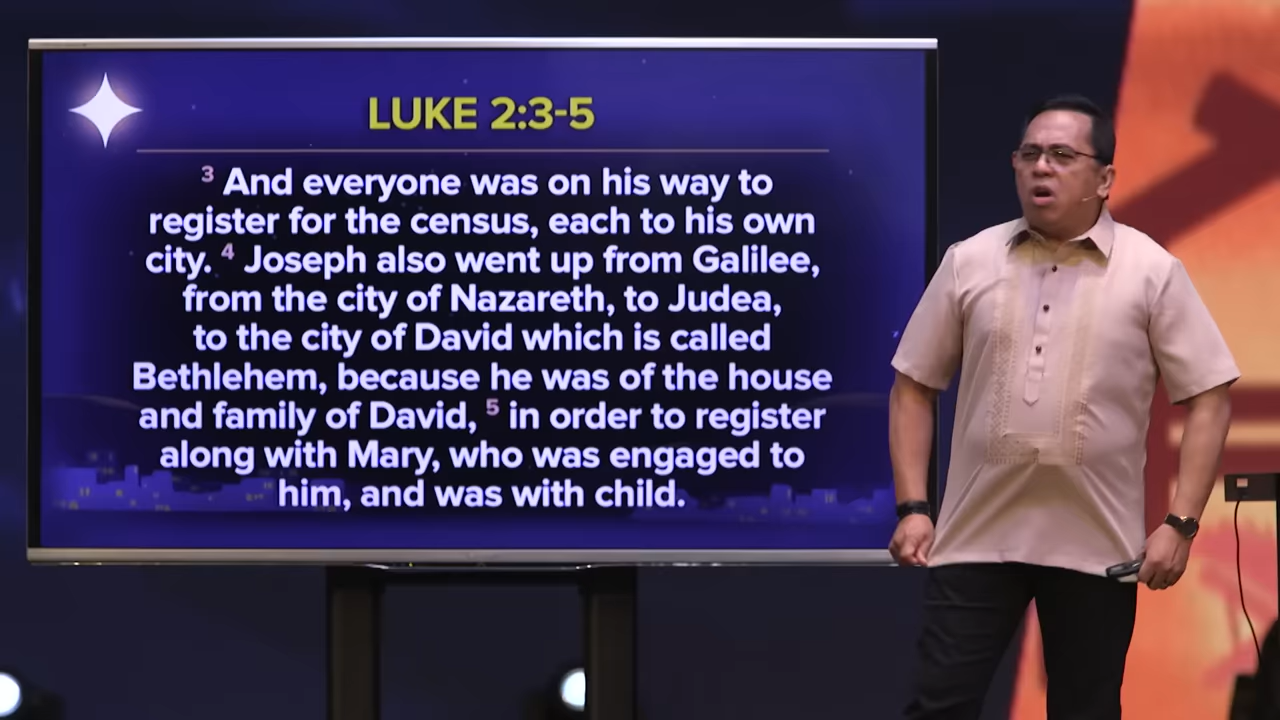 LUKE 2:3-5
3 And everyone was on his way to
register for the census, each to his own
city. 4 Joseph also went up from Galilee,
from the city of Nazareth, to Judea,
to the city of David which is called
Bethlehem, because he was of the house
and family of David, 5 in order to register
along with Mary, who was engaged to
him, and was with child.